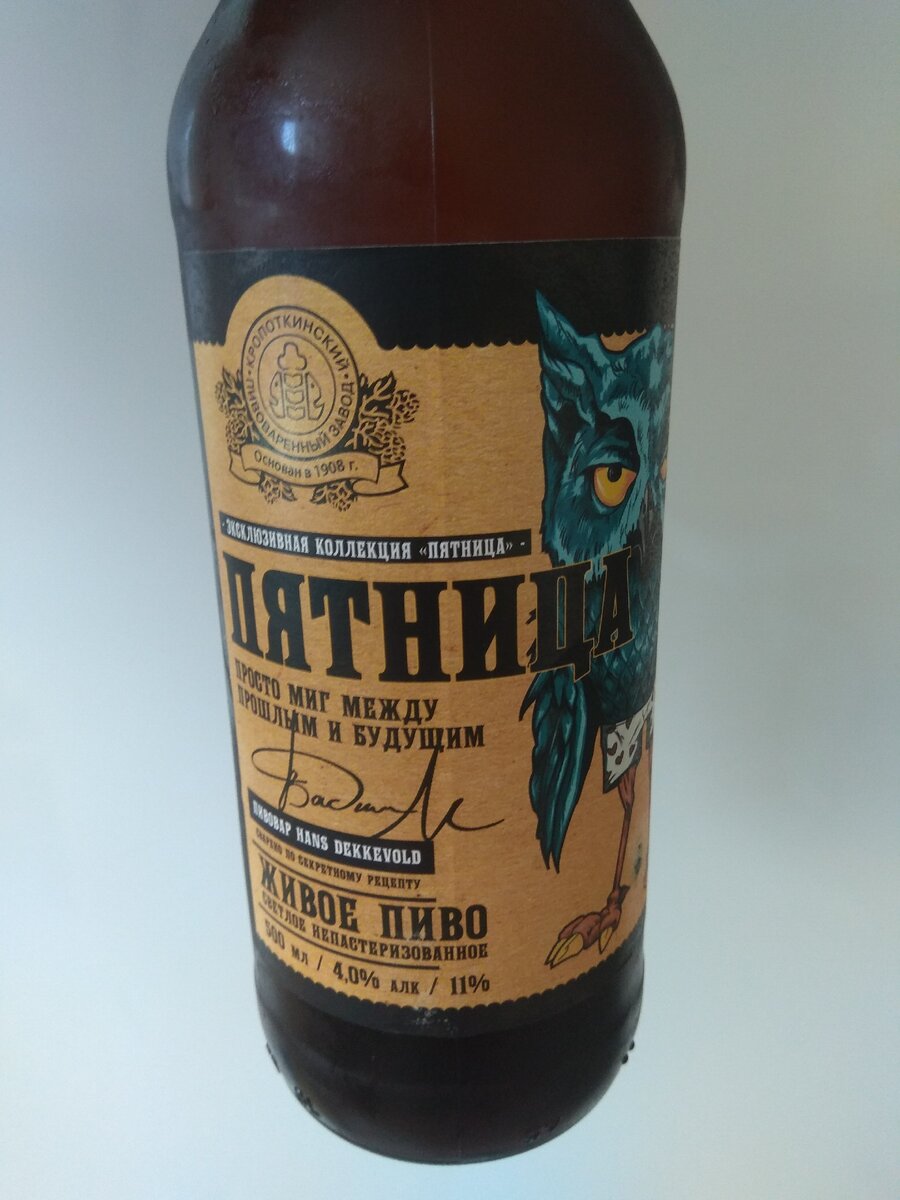 КРОПОТКИНСКИЙ
ПИВОВАРЕННЫЙ ЗАВОД
Основан в 1908 г.
- ЭКСКЛЮЗИВНАЯ КОЛЛЕКЦИЯ «ПЯТНИЦА» -
ПЯТНИЦА
ПРОСТО МИГ МЕЖДУ
ПРОШЛЫМ И БУДУЩИМ
ПИВОВАР HANS DEKKEVOLD
СВАРЕНО ПО СЕКРЕТНОМУ РЕЦЕПТУ
ЖИВОЕ ПИВО
СВЕТЛОЕ НЕПАСТЕРИЗОВАННОЕ
500 МЛ / 4,0% АЛК / 11%